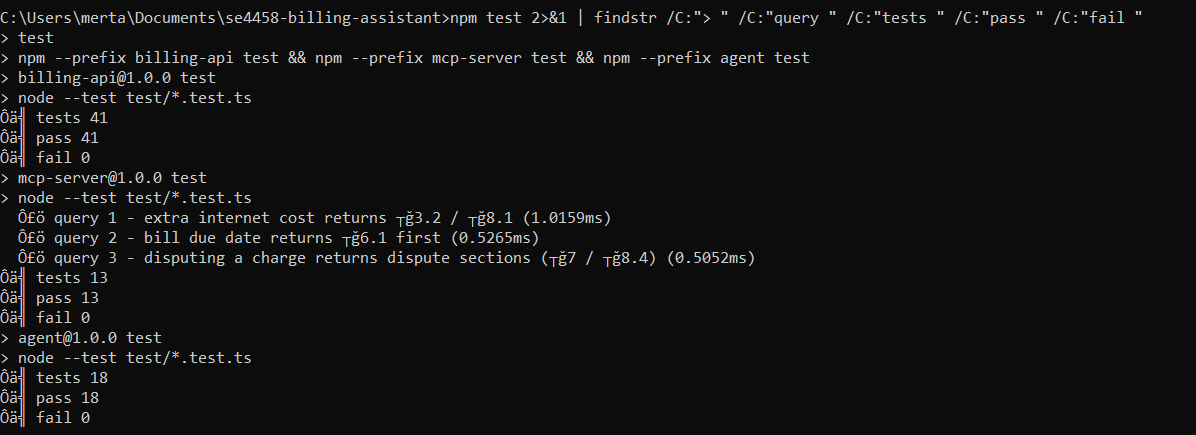 C:\Users\merta\Documents\se4458-billing-assistant>npm test 2>&1 | findstr /C:"> " /C:"query " /C:"tests " /C:"pass " /C:"fail "
> test
> npm --prefix billing-api test && npm --prefix mcp-server test && npm --prefix agent test
> billing-api@1.0.0 test
> node --test test/*.test.ts
Ôä╣ tests 41
Ôä╣ pass 41
Ôä╣ fail 0
> mcp-server@1.0.0 test
> node --test test/*.test.ts
  Ô£ö query 1 - extra internet cost returns ┬ğ3.2 / ┬ğ8.1 (1.0159ms)
  Ô£ö query 2 - bill due date returns ┬ğ6.1 first (0.5265ms)
  Ô£ö query 3 - disputing a charge returns dispute sections (┬ğ7 / ┬ğ8.4) (0.5052ms)
Ôä╣ tests 13
Ôä╣ pass 13
Ôä╣ fail 0
> agent@1.0.0 test
> node --test test/*.test.ts
Ôä╣ tests 18
Ôä╣ pass 18
Ôä╣ fail 0